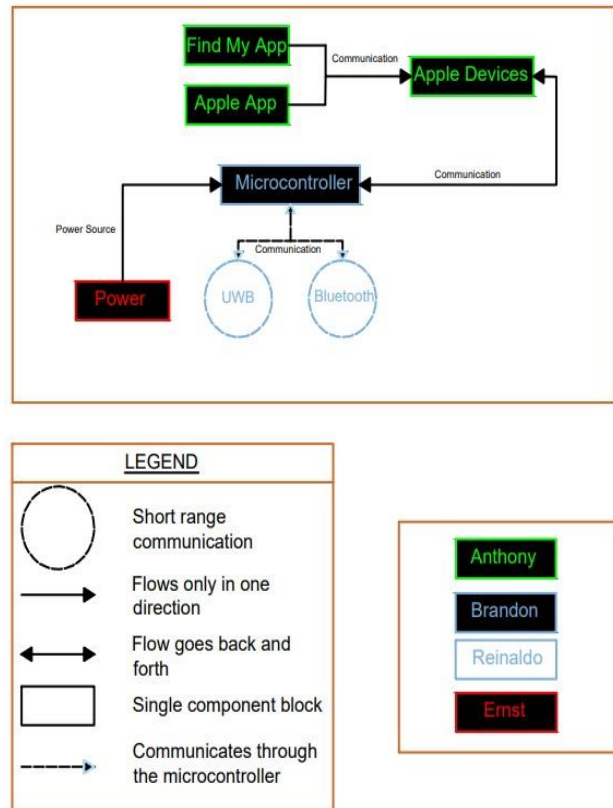 Find My App
Communication
Apple Devices
Apple App
Microcontroller
Communication
Power Source
Communication
UWB
Bluetooth
Power
LEGEND
Short range
communication
Flows only in one
direction
Flow goes back and
forth
Single component block
Communicates through
the microcontroller
Anthony
Brandon
Reinaldo
Ernst